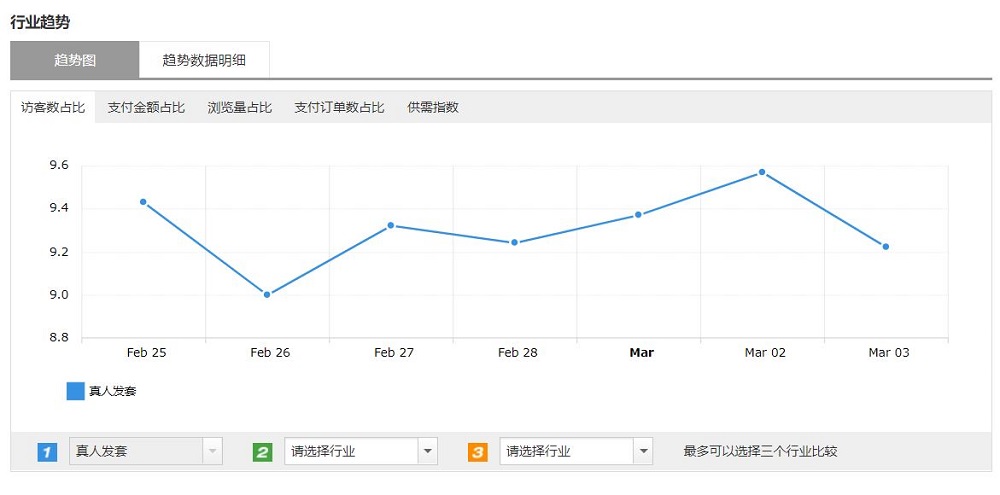 行业趋势
趋势图 趋势数据明细
访客数占比 支付金额占比 浏览量占比 支付订单数占比 供需指数
9.6
9.4
9.2
9.0
8.8
Feb 25 Feb 26 Feb 27 Feb 28 Mar Mar 02 Mar 03
真人发套
1 真人发套 2 请选择行业 3 请选择行业 最多可以选择三个行业比较